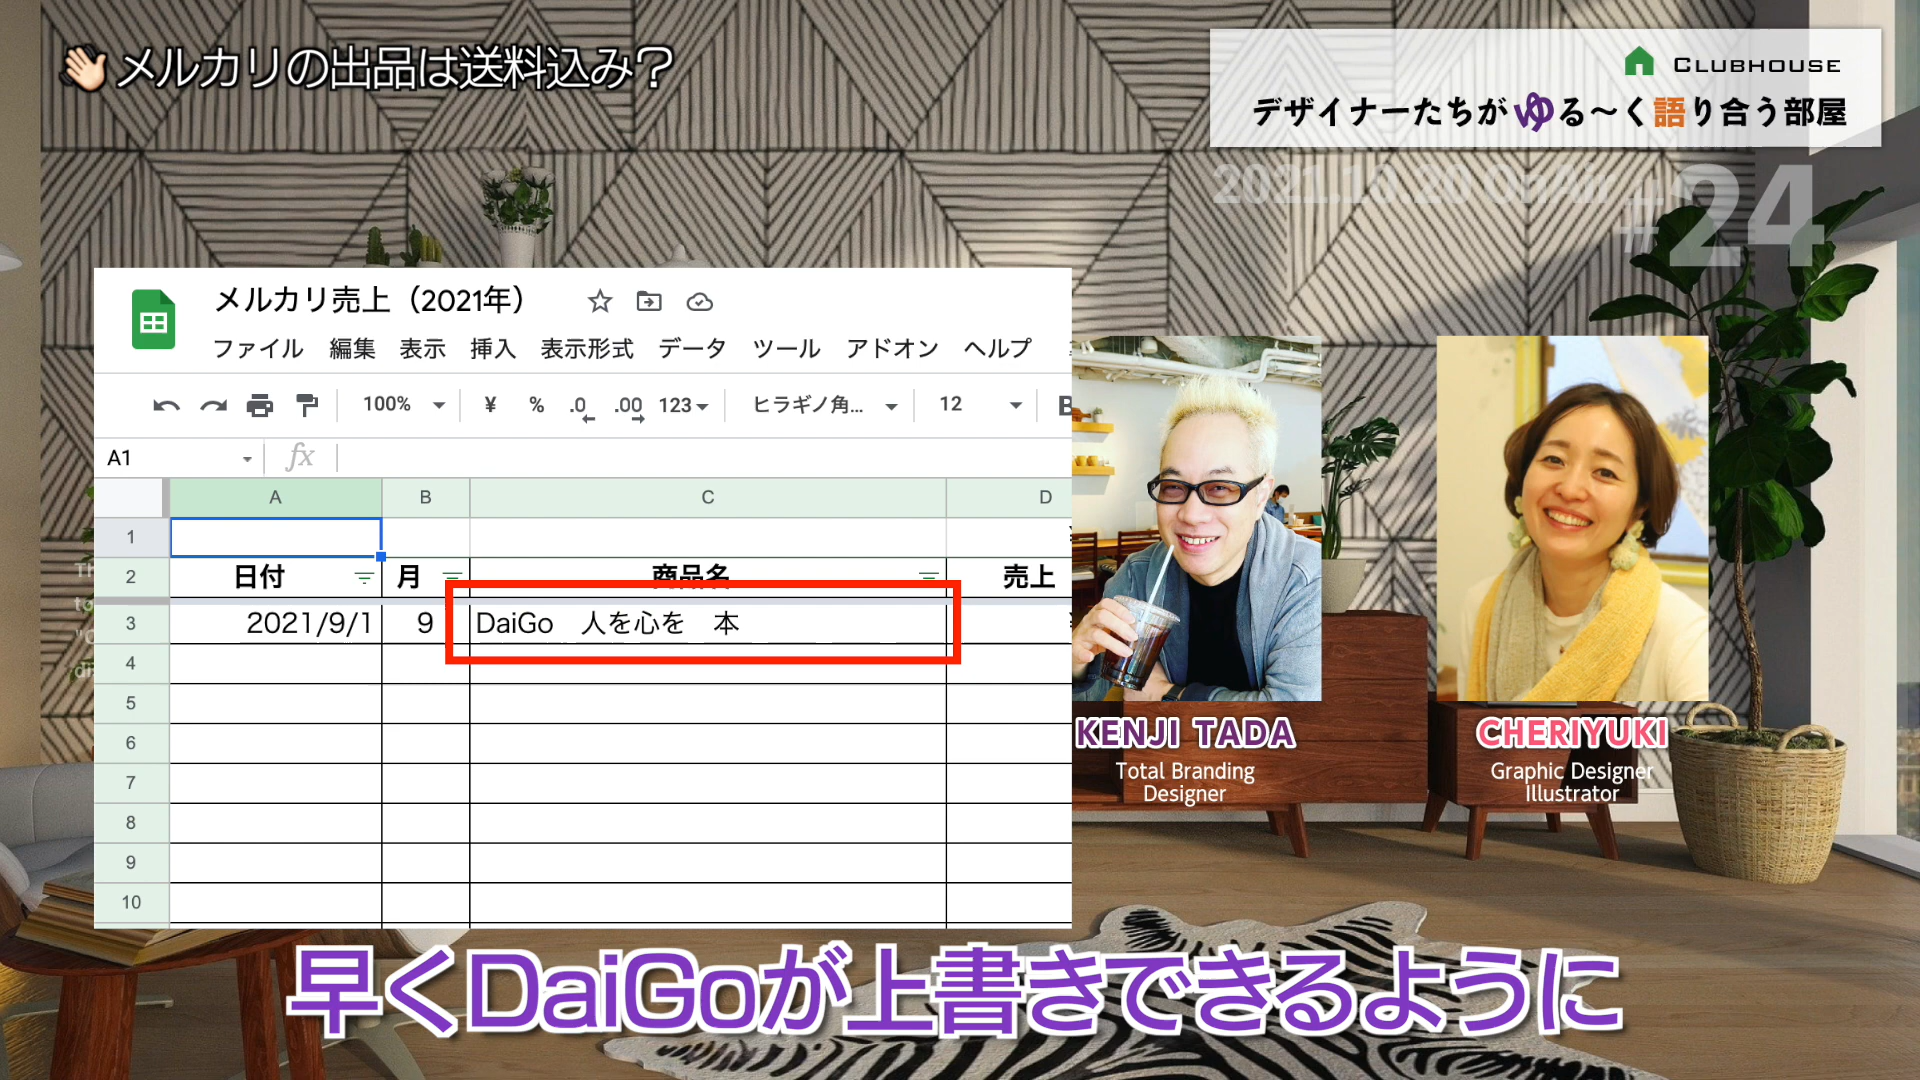 👋🏻メルカリの出品は送料込み？
CLUBHOUSE
デザイナーたちがゆる〜く語り合う部屋
2021.10.20 OnAir
#24
メルカリ売上（2021年）
ファイル 編集 表示 挿入 表示形式 データ ツール アドオン ヘルプ
100% ¥ % .0 .00 123 ヒラギノ角... 12 B
A1 fx
A B C D
1
2 日付 月 商品名 売上
3 2021/9/1 9 DaiGo　人を心を　本
4
5
6
7
8
9
10
KENJI TADA
Total Branding
Designer
CHERIYUKI
Graphic Designer
Illustrator
早くDaiGoが上書きできるように